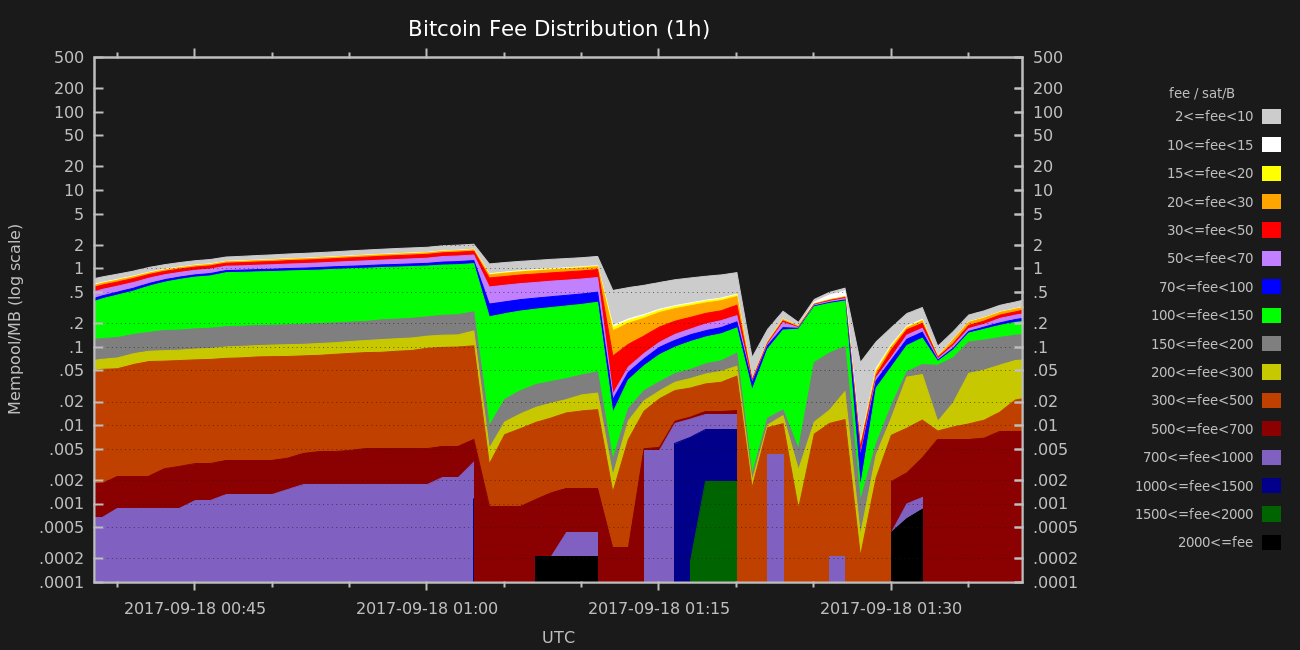 Bitcoin Fee Distribution (1h)
500 500
200 200
100 100
50 50
20 20
10 10
5 5
2 2
1 1
.5 .5
.2 .2
.1 .1
.05 .05
.02 .02
.01 .01
.005 .005
.002 .002
.001 .001
.0005 .0005
.0002 .0002
.0001 .0001
Mempool/MB (log scale)
2017-09-18 00:45 2017-09-18 01:00 2017-09-18 01:15 2017-09-18 01:30
UTC
fee / sat/B
2<=fee<10
10<=fee<15
15<=fee<20
20<=fee<30
30<=fee<50
50<=fee<70
70<=fee<100
100<=fee<150
150<=fee<200
200<=fee<300
300<=fee<500
500<=fee<700
700<=fee<1000
1000<=fee<1500
1500<=fee<2000
2000<=fee